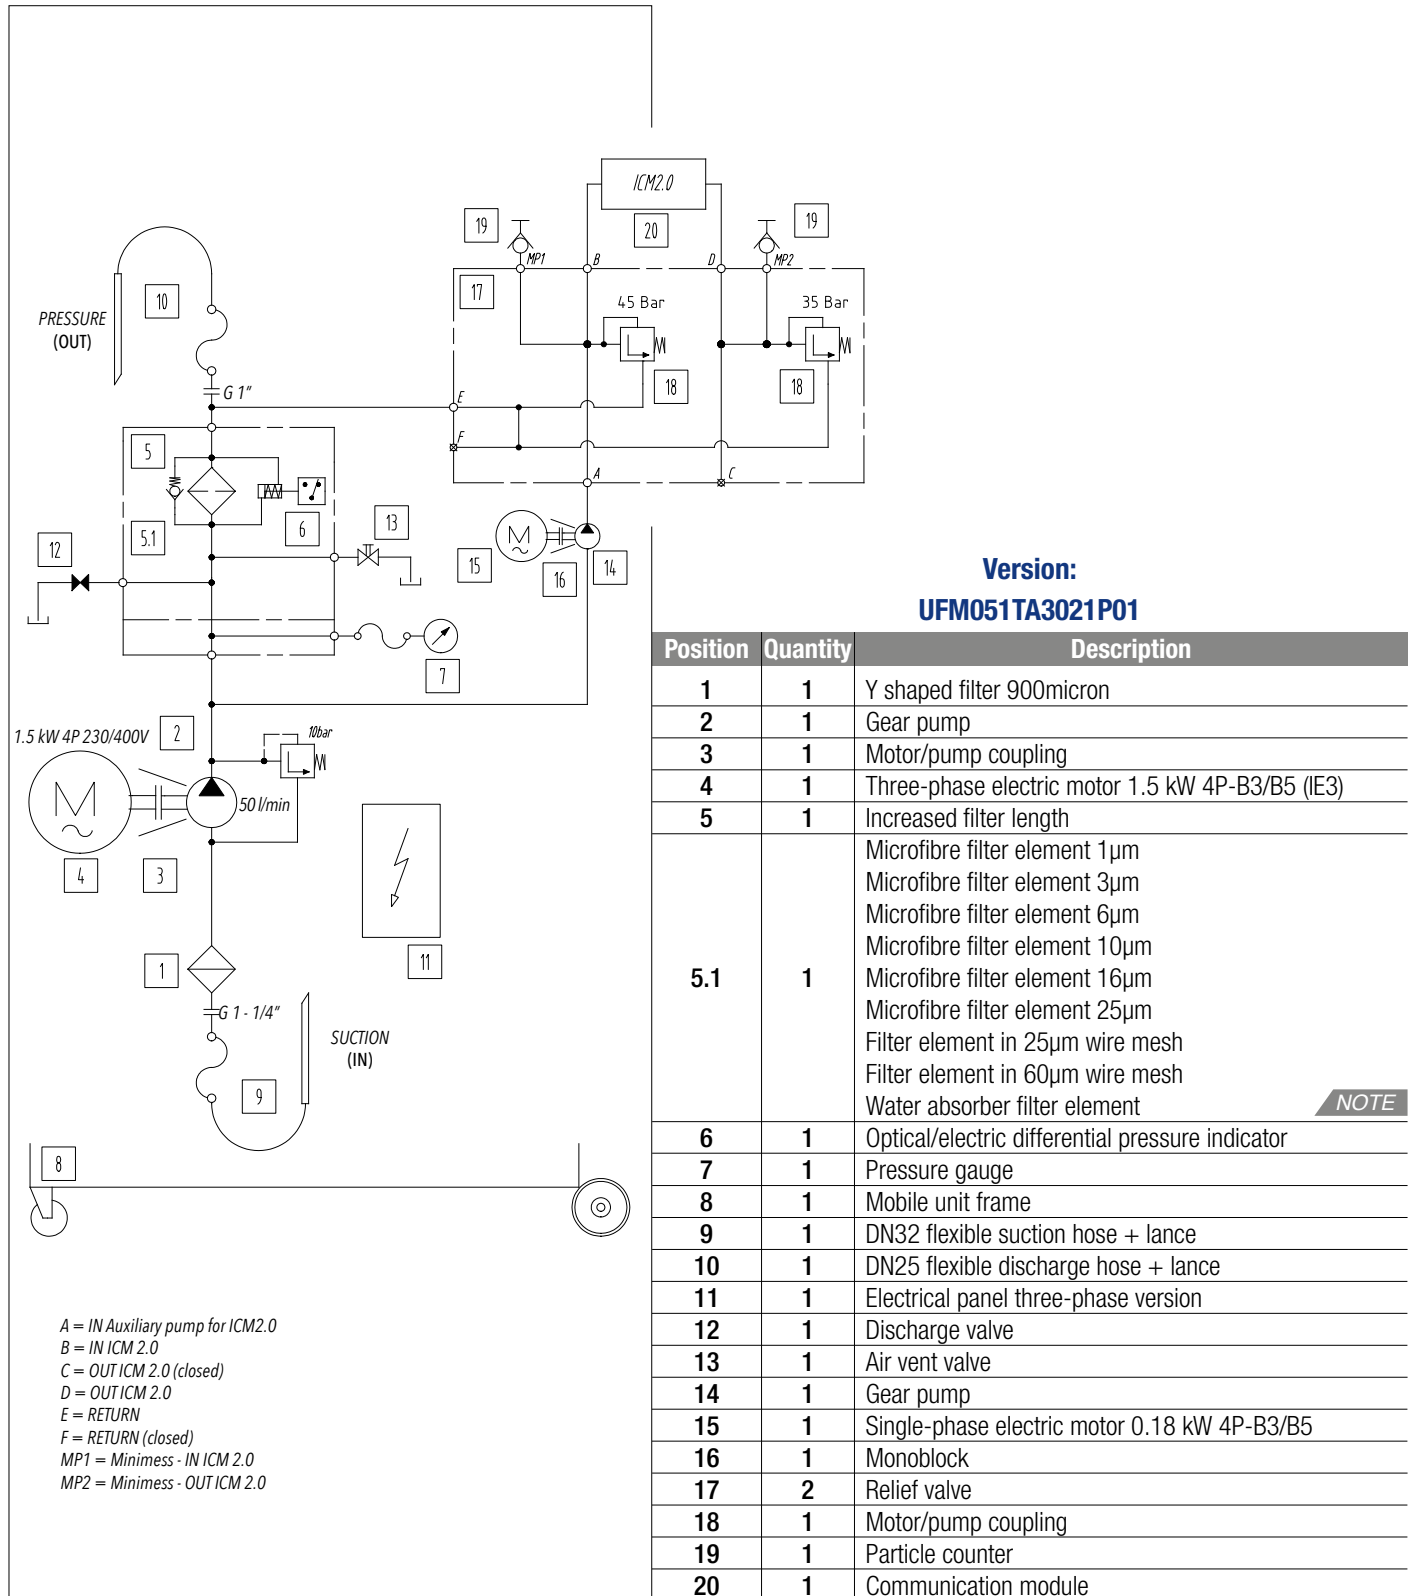 ICM2.0
19
20
19
MP1
B
D
MP2
17
10
45 Bar
35 Bar
PRESSURE
(OUT)
18
18
G 1"
E
F
5
A
C
5.1
6
13
12
M
15
16
14
7
Version:
UFM051TA3021P01
1.5 kW 4P 230/400V
2
10bar
M
50 l/min
4
3
11
1
G 1 - 1/4"
SUCTION
(IN)
9
8
A = IN Auxiliary pump for ICM2.0
B = IN ICM 2.0
C = OUT ICM 2.0 (closed)
D = OUT ICM 2.0
E = RETURN
F = RETURN (closed)
MP1 = Minimess - IN ICM 2.0
MP2 = Minimess - OUT ICM 2.0
Position Quantity Description
1 1 Y shaped filter 900micron
2 1 Gear pump
3 1 Motor/pump coupling
4 1 Three-phase electric motor 1.5 kW 4P-B3/B5 (IE3)
5 1 Increased filter length
Microfibre filter element 1µm
Microfibre filter element 3µm
Microfibre filter element 6µm
Microfibre filter element 10µm
5.1 1 Microfibre filter element 16µm
Microfibre filter element 25µm
Filter element in 25µm wire mesh
Filter element in 60µm wire mesh
Water absorber filter element NOTE
6 1 Optical/electric differential pressure indicator
7 1 Pressure gauge
8 1 Mobile unit frame
9 1 DN32 flexible suction hose + lance
10 1 DN25 flexible discharge hose + lance
11 1 Electrical panel three-phase version
12 1 Discharge valve
13 1 Air vent valve
14 1 Gear pump
15 1 Single-phase electric motor 0.18 kW 4P-B3/B5
16 1 Monoblock
17 2 Relief valve
18 1 Motor/pump coupling
19 1 Particle counter
20 1 Communication module